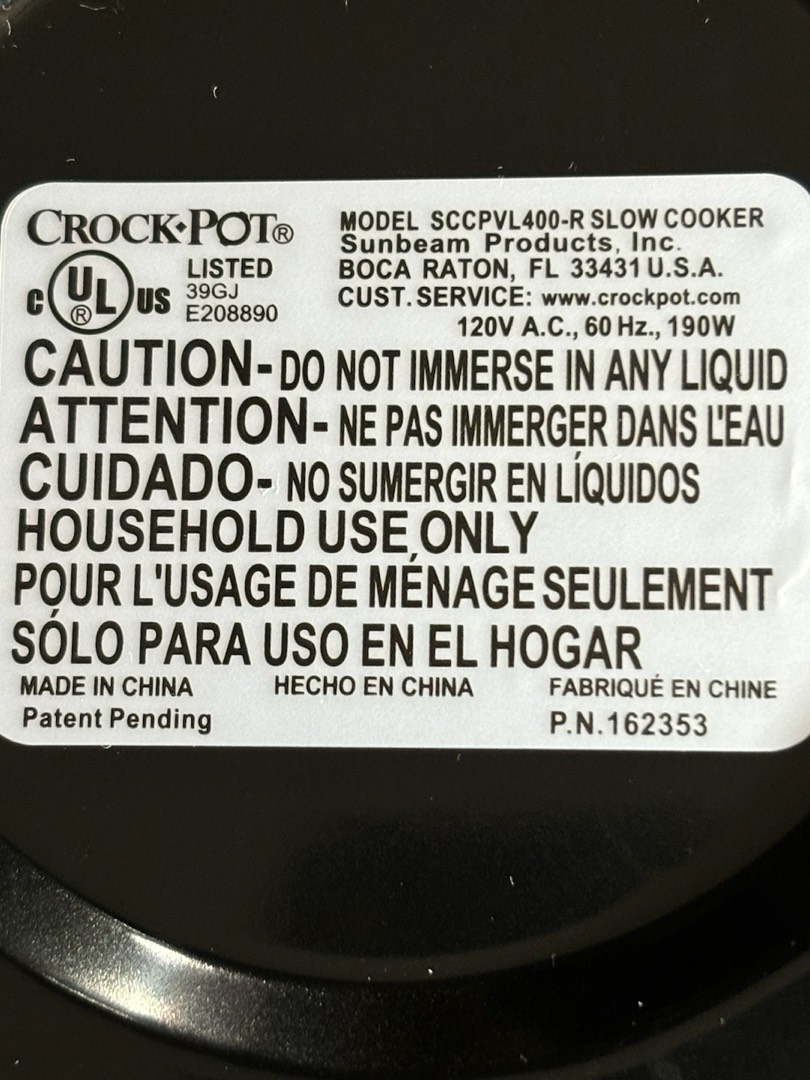 CROCK•POT®
MODEL SCCPVL400-R SLOW COOKER
Sunbeam Products, Inc.
BOCA RATON, FL 33431 U.S.A.
CUST. SERVICE: www.crockpot.com
120V A.C., 60 Hz., 190W
C UL® US
LISTED
39GJ
E208890
CAUTION- DO NOT IMMERSE IN ANY LIQUID
ATTENTION- NE PAS IMMERGER DANS L'EAU
CUIDADO- NO SUMERGIR EN LÍQUIDOS
HOUSEHOLD USE ONLY
POUR L'USAGE DE MÉNAGE SEULEMENT
SÓLO PARA USO EN EL HOGAR
MADE IN CHINA HECHO EN CHINA FABRIQUÉ EN CHINE
Patent Pending P.N.162353